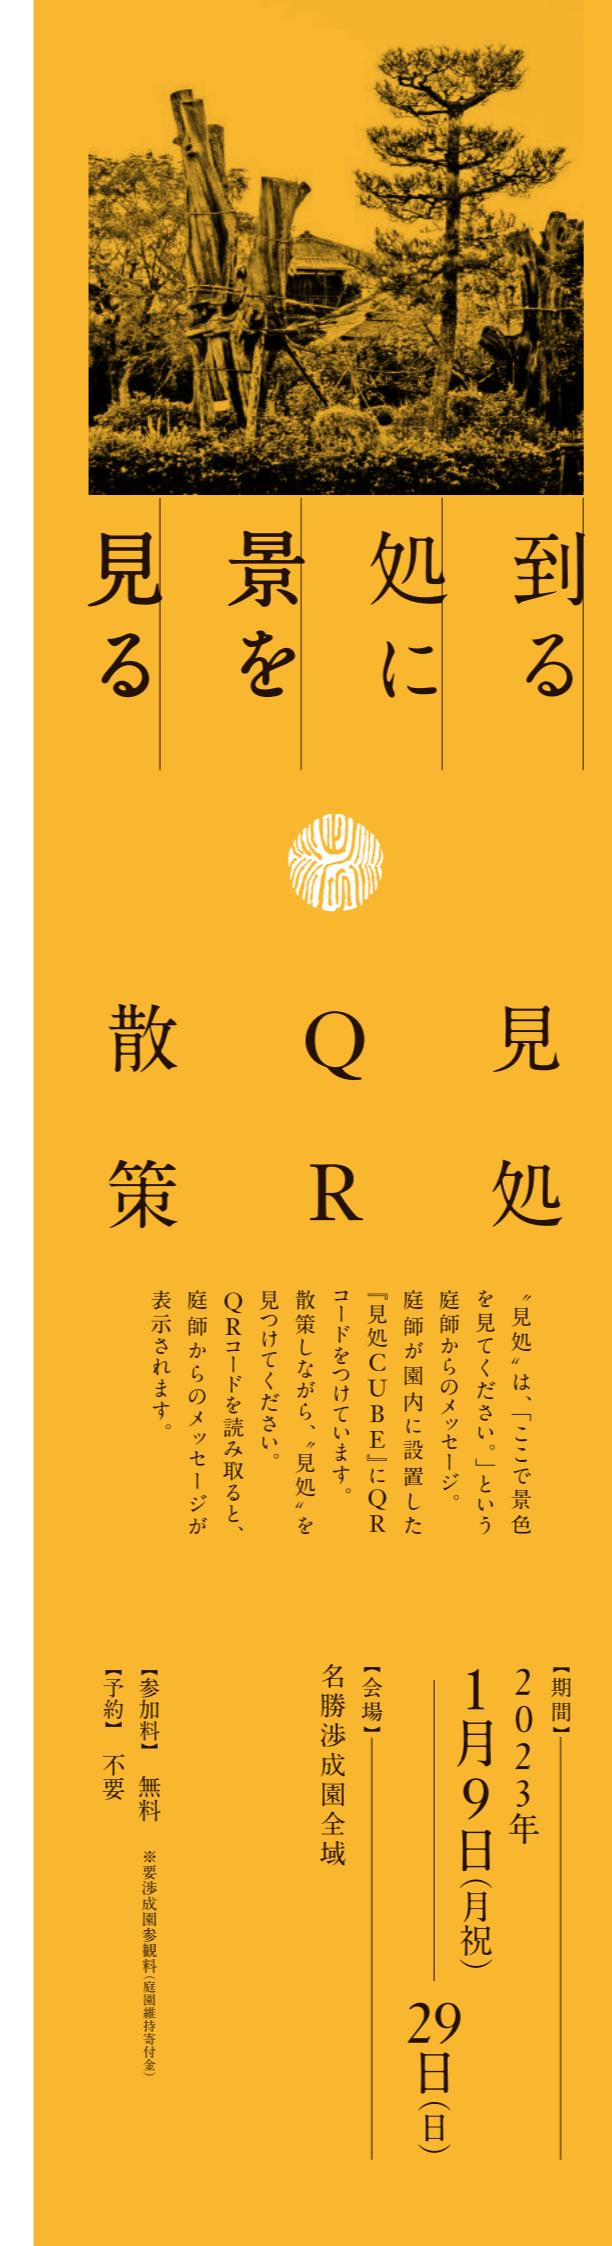 到る
処に
景を
見る
見処
QR
散策
〝見処〟は、「ここで景色
を見てください。」という
庭師からのメッセージ。
庭師が園内に設置した
『見処CUBE』にQR
コードをつけています。
散策しながら、〝見処〟を
見つけてください。
QRコードを読み取ると、
庭師からのメッセージが
表示されます。
【期間】
2023年
1月9日(月祝)
29日(日)
【会場】
名勝渉成園全域
【参加料】 無料 ※要渉成園参観料(庭園維持寄付金)
【予約】 不要